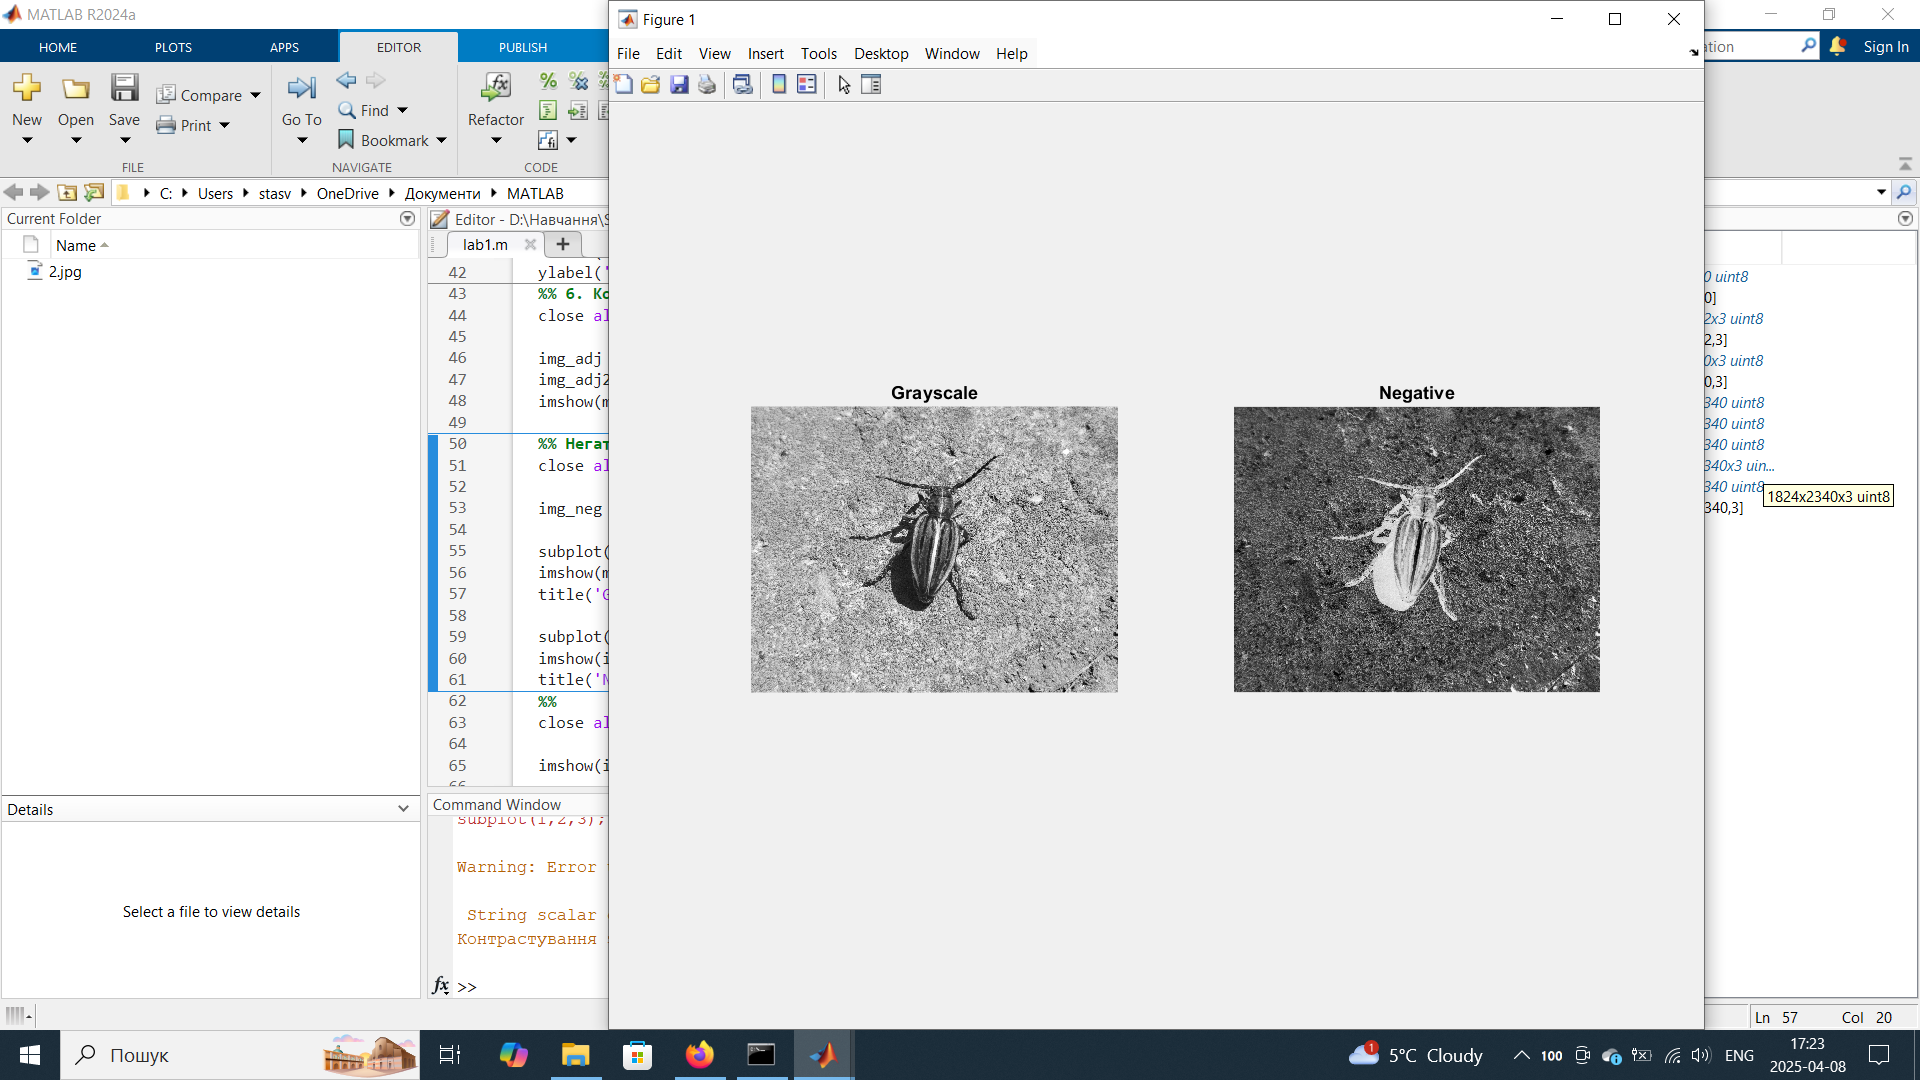 MATLAB R2024a
HOME PLOTS APPS EDITOR PUBLISH
Sign In
New Open Save Compare Print
Go To Find Bookmark
Refactor
FILE NAVIGATE CODE
C: Users stasv OneDrive Документи MATLAB
Current Folder
Name
2.jpg
Details
Select a file to view details
Editor - D:\Навчання\
lab1.m
42 ylabel('
43 %% 6.
44 close
45
46 img_adj
47 img_adj2
48 imshow(
49
50 %%
51 close
52
53 img_neg
54
55 subplot(
56 imshow(
57 title('
58
59 subplot(
60 imshow(
61 title('
62 %%
63 close
64
65 imshow(
66
Command Window
subplot(1,2,3);
Warning: Error
String scalar
Контрастування
fx >>
Figure 1
File Edit View Insert Tools Desktop Window Help
Grayscale
Negative
0 uint8
0]
2x3 uint8
2,3]
0x3 uint8
0,3]
340 uint8
340 uint8
340 uint8
340x3 uin...
340 uint8
1824x2340x3 uint8
340,3]
Ln 57 Col 20
Пошук
1
5°C Cloudy
100
ENG
17:23
2025-04-08